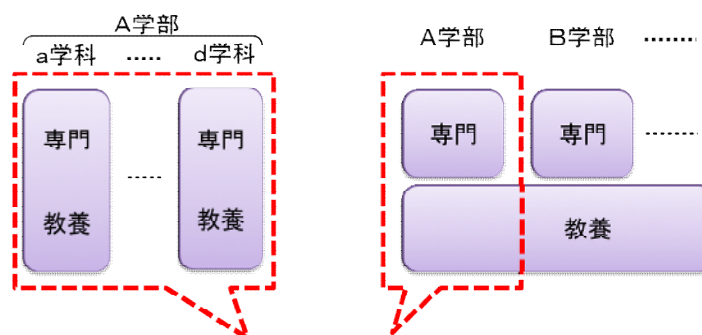 A学部
a学科 ..... d学科
専門
教養
.....
専門
教養
A学部 B学部 ........
専門
専門
........
教養